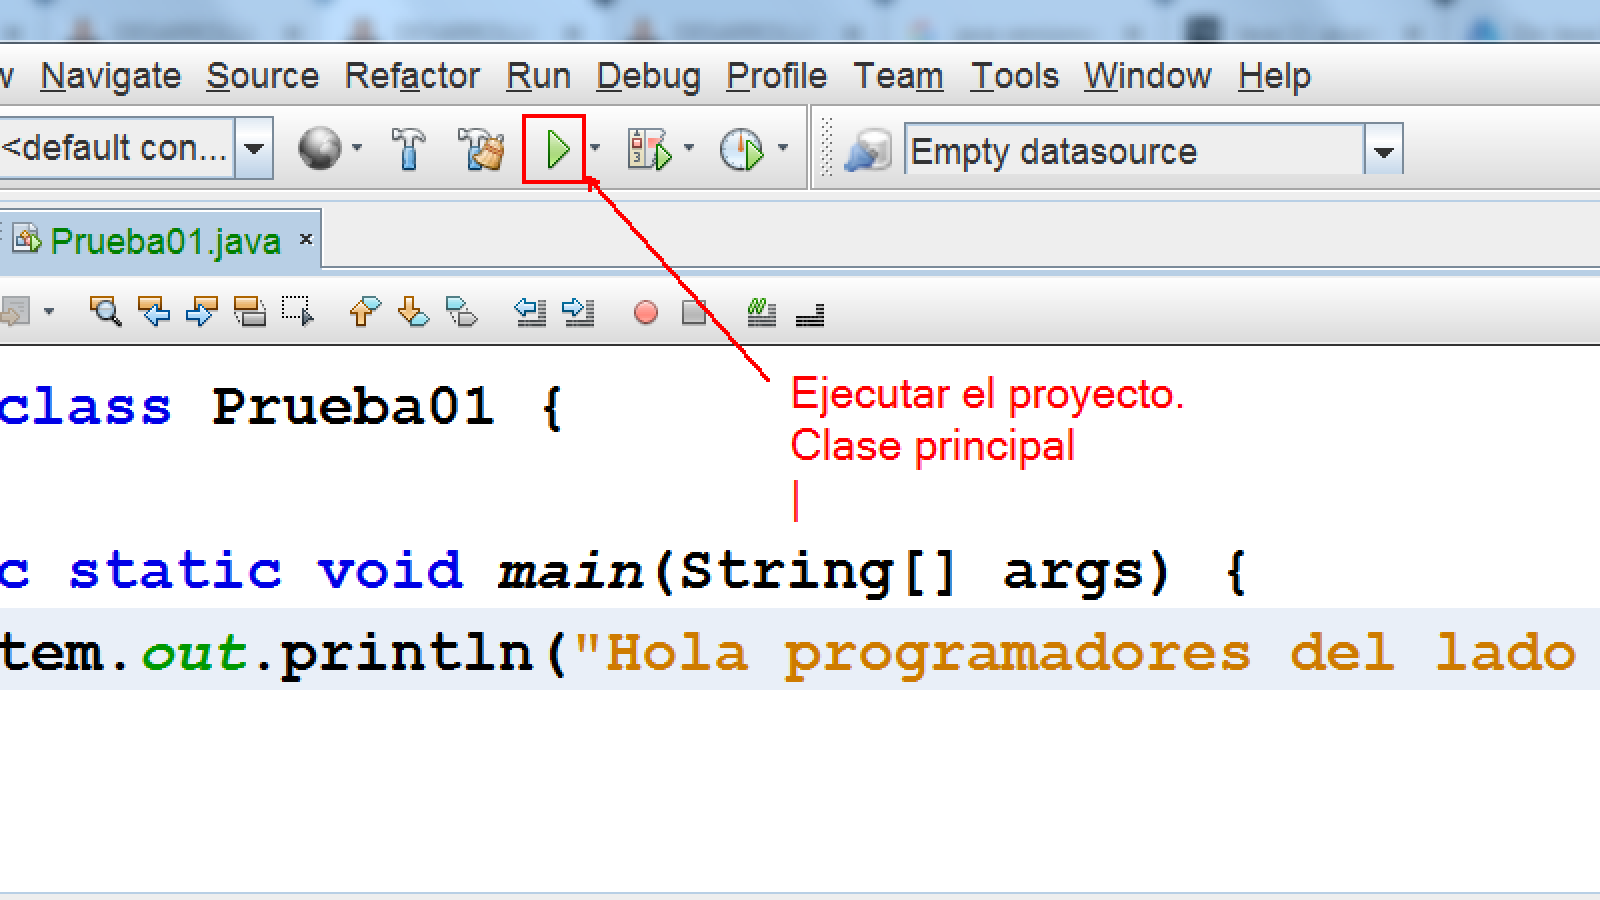 w Navigate Source Refactor Run Debug Profile Team Tools Window Help
<default con... Empty datasource
Prueba01.java
class Prueba01 {
Ejecutar el proyecto.
Clase principal
c static void main(String[] args) {
tem.out.println("Hola programadores del lado